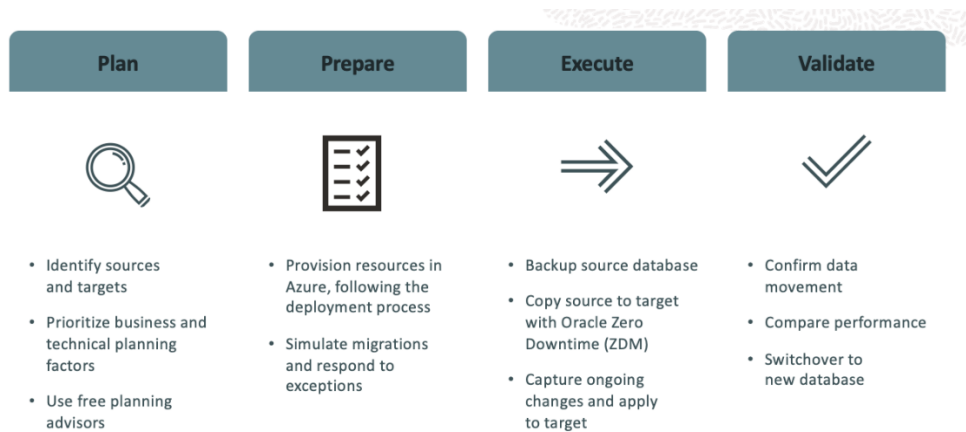 Plan
• Identify sources
and targets
• Prioritize business and
technical planning
factors
• Use free planning
advisors
Prepare
• Provision resources in
Azure, following the
deployment process
• Simulate migrations
and respond to
exceptions
Execute
• Backup source database
• Copy source to target
with Oracle Zero
Downtime (ZDM)
• Capture ongoing
changes and apply
to target
Validate
• Confirm data
movement
• Compare performance
• Switchover to
new database